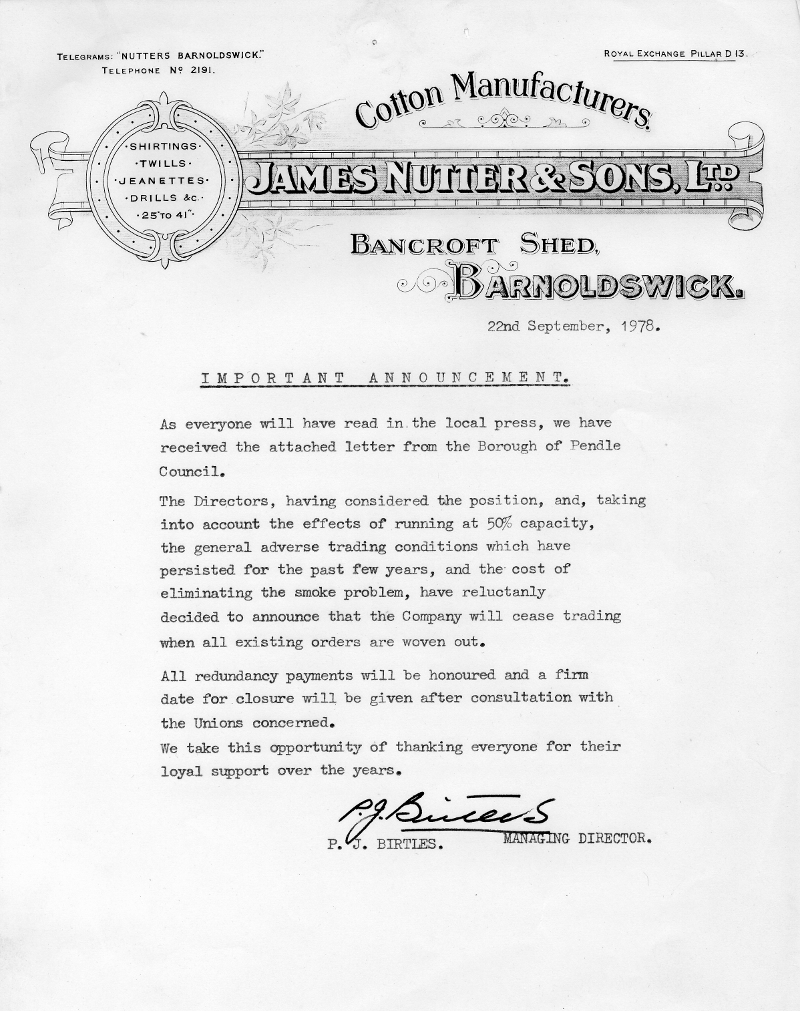 TELEGRAMS: "NUTTERS BARNOLDSWICK."
TELEPHONE No 2191.
ROYAL EXCHANGE PILLAR D 13.
Cotton Manufacturers.
·SHIRTINGS·
·TWILLS·
·JEANETTES·
·DRILLS &c.·
·25" TO 41"·
JAMES NUTTER & SONS, LTD.
BANCROFT SHED,
BARNOLDSWICK.
22nd September, 1978.
IMPORTANT ANNOUNCEMENT.
As everyone will have read in the local press, we have
received the attached letter from the Borough of Pendle
Council.
The Directors, having considered the position, and, taking
into account the effects of running at 50% capacity,
the general adverse trading conditions which have
persisted for the past few years, and the cost of
eliminating the smoke problem, have reluctanly
decided to announce that the Company will cease trading
when all existing orders are woven out.
All redundancy payments will be honoured and a firm
date for closure will be given after consultation with
the Unions concerned.
We take this opportunity of thanking everyone for their
loyal support over the years.
P.J. Birtles
P. J. BIRTLES. MANAGING DIRECTOR.